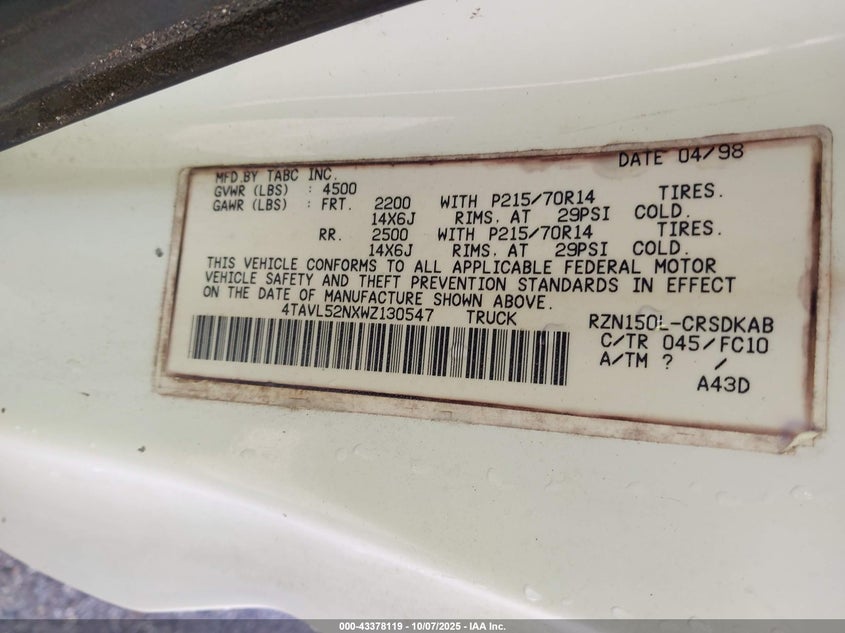 DATE 04/98
MFD.BY TABC INC.
GVWR (LBS) : 4500
GAWR (LBS) : FRT. 2200 WITH P215/70R14 TIRES.
14X6J RIMS. AT 29PSI COLD.
RR. 2500 WITH P215/70R14 TIRES.
14X6J RIMS. AT 29PSI COLD.
THIS VEHICLE CONFORMS TO ALL APPLICABLE FEDERAL MOTOR
VEHICLE SAFETY AND THEFT PREVENTION STANDARDS IN EFFECT
ON THE DATE OF MANUFACTURE SHOWN ABOVE.
4TAVL52NXWZ130547 TRUCK RZN150L-CRSDKAB
C/TR 045/FC10
A/TM ? /
A43D
000-43378119 | 10/07/2025 - IAA Inc.